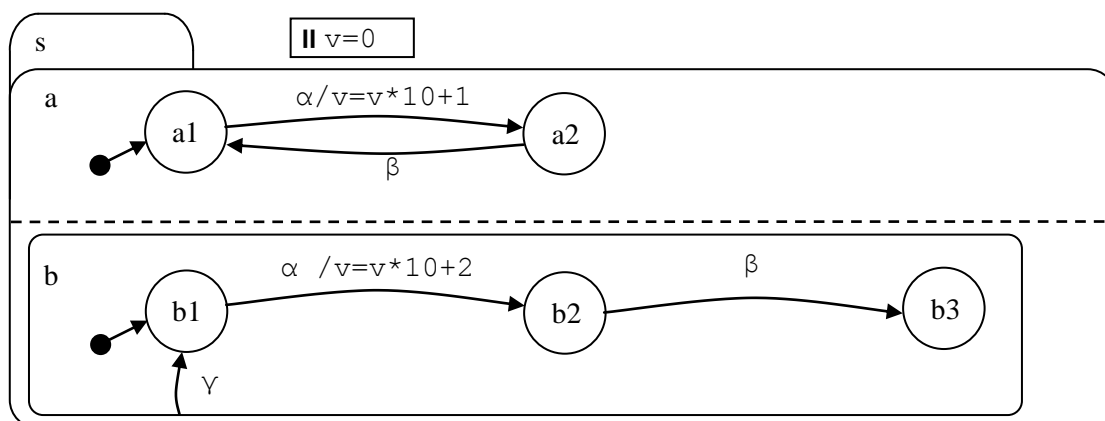 s
II v=0
a
a1
α/v=v*10+1
a2
β
b
b1
α /v=v*10+2
b2
β
b3
γ